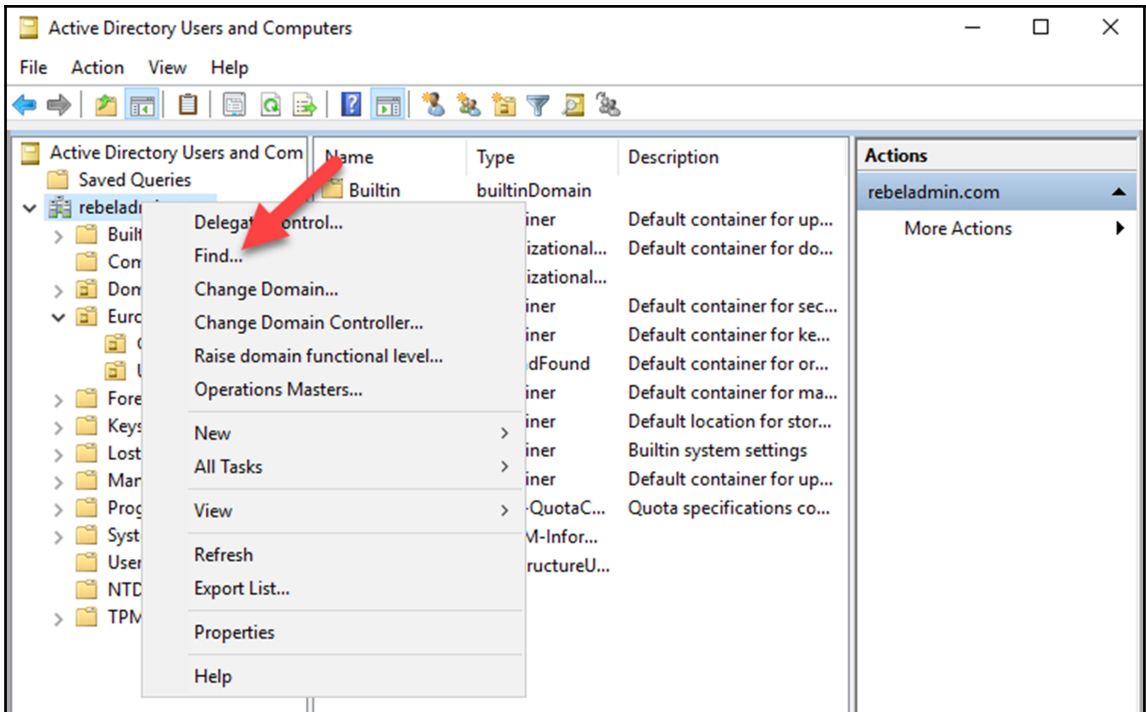 Active Directory Users and Computers
File Action View Help
Active Directory Users and Com
Saved Queries
rebelad
Built
Com
Dom
Euro
Fore
Keys
Lost
Man
Prog
Syst
User
NTD
TPM
Delegat ontrol...
Find...
Change Domain...
Change Domain Controller...
Raise domain functional level...
Operations Masters...
New
All Tasks
View
Refresh
Export List...
Properties
Help
Name Type Description
Builtin builtinDomain
iner Default container for up...
izational... Default container for do...
izational...
iner Default container for sec...
iner Default container for ke...
dFound Default container for or...
iner Default container for ma...
iner Default location for stor...
iner Builtin system settings
iner Default container for up...
-QuotaC... Quota specifications co...
M-Infor...
ructureU...
Actions
rebeladmin.com
More Actions